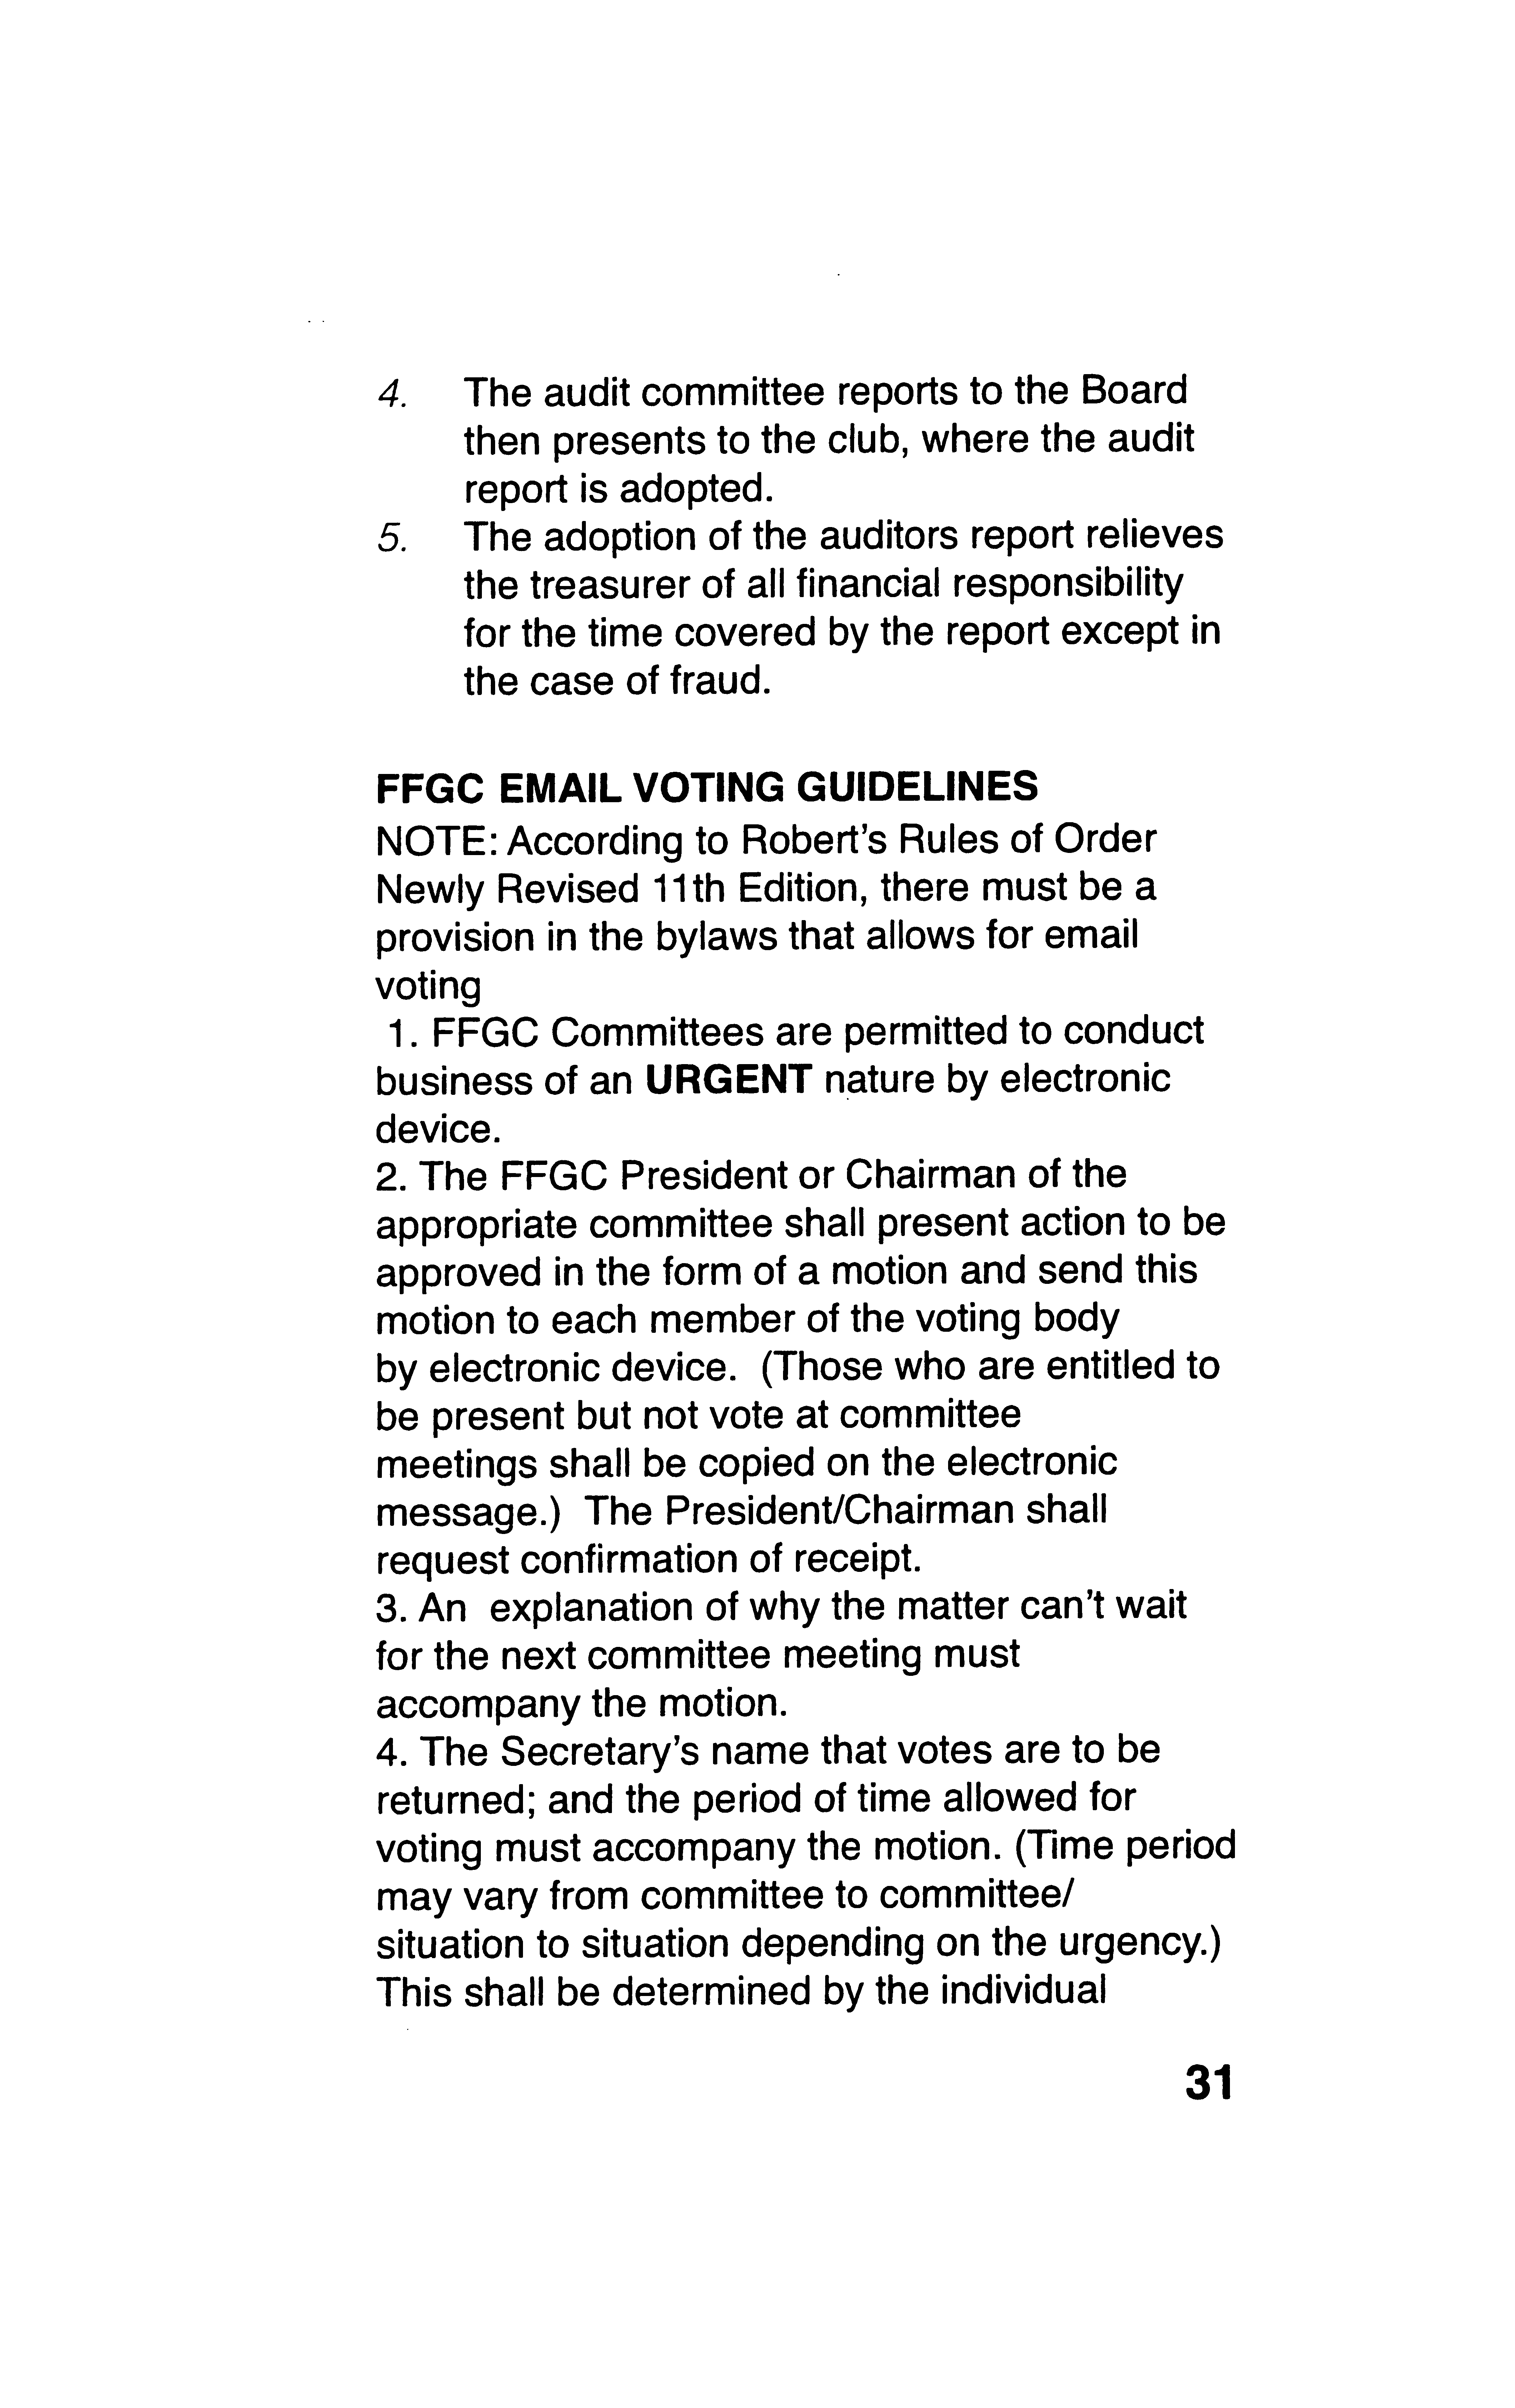 4. The audit committee reports to the Board
then presents to the club, where the audit
report is adopted.
5. The adoption of the auditors report relieves
the treasurer of all financial responsibility
for the time covered by the report except in
the case of fraud.
FFGC EMAIL VOTING GUIDELINES
NOTE: According to Robert's Rules of Order
Newly Revised 11th Edition, there must be a
provision in the bylaws that allows for email
voting
1. FFGC Committees are permitted to conduct
business of an URGENT nature by electronic
device.
2. The FFGC President or Chairman of the
appropriate committee shall present action to be
approved in the form of a motion and send this
motion to each member of the voting body
by electronic device. (Those who are entitled to
be present but not vote at committee
meetings shall be copied on the electronic
message.) The President/Chairman shall
request confirmation of receipt.
3. An explanation of why the matter can't wait
for the next committee meeting must
accompany the motion.
4. The Secretary's name that votes are to be
returned; and the period of time allowed for
voting must accompany the motion. (Time period
may vary from committee to committee/
situation to situation depending on the urgency.)
This shall be determined by the individual
31